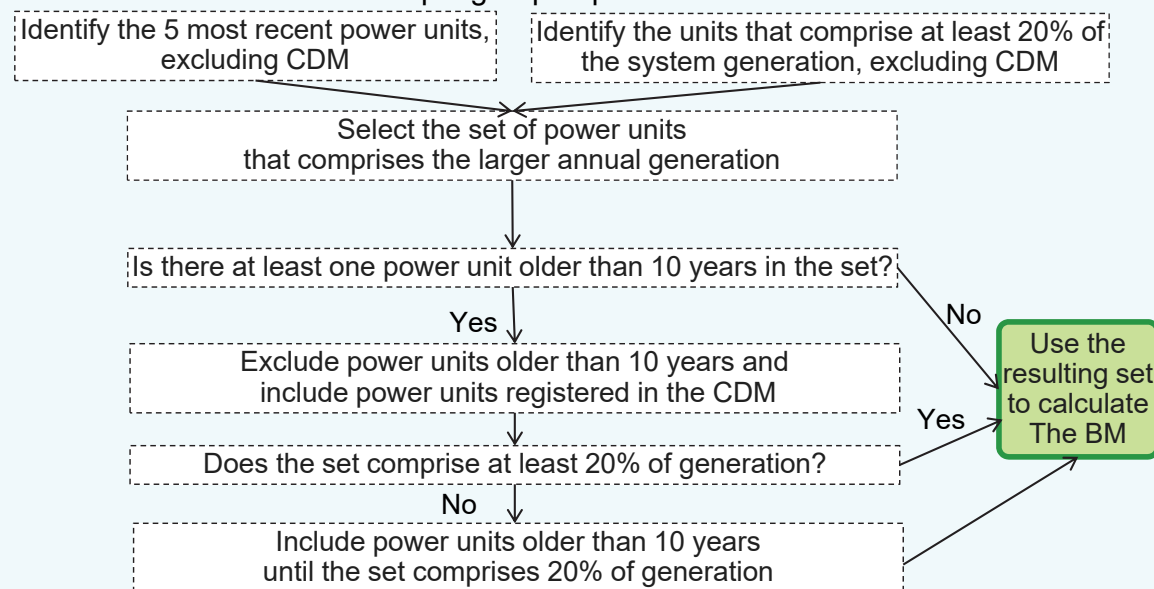 Identify the 5 most recent power units,
excluding CDM
Identify the units that comprise at least 20% of
the system generation, excluding CDM
Select the set of power units
that comprises the larger annual generation
Is there at least one power unit older than 10 years in the set?
No
Yes
Exclude power units older than 10 years and
include power units registered in the CDM
Use the
resulting set
to calculate
The BM
Yes
Does the set comprise at least 20% of generation?
No
Include power units older than 10 years
until the set comprises 20% of generation